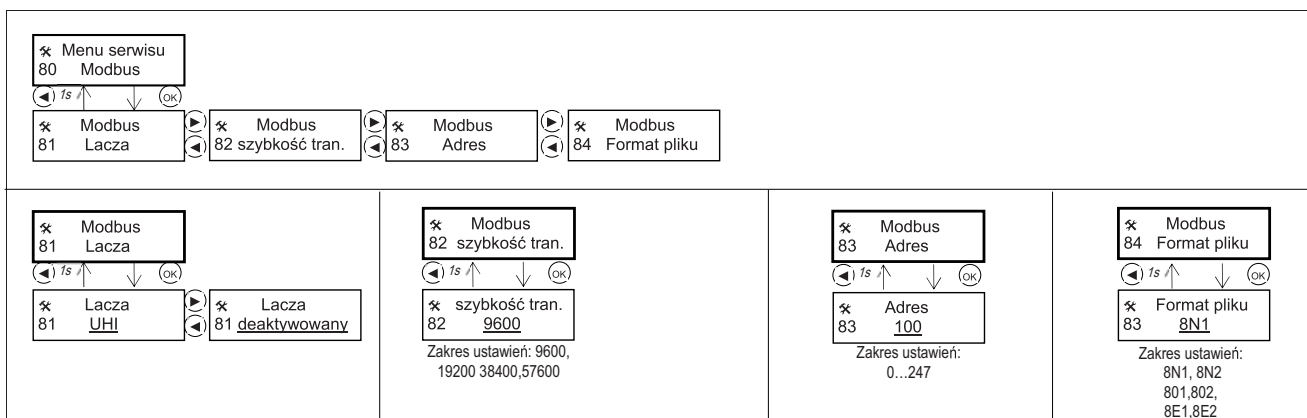 Menu serwisu
80 Modbus
1s OK
Modbus
81 Lacza
Modbus
82 szybkość tran.
Modbus
83 Adres
Modbus
84 Format pliku
Modbus
81 Lacza
1s OK
Lacza
81 UHI
Lacza
81 deaktywowany
Modbus
82 szybkość tran.
1s OK
szybkość tran.
82 9600
Zakres ustawień: 9600,
19200 38400,57600
Modbus
83 Adres
1s OK
Adres
83 100
Zakres ustawień:
0…247
Modbus
84 Format pliku
1s OK
Format pliku
83 8N1
Zakres ustawień:
8N1, 8N2
801,802,
8E1,8E2